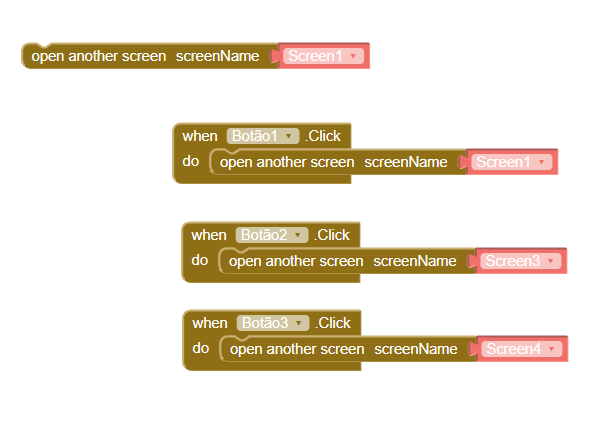 open another screen screenName Screen1
when Botão1 .Click
do open another screen screenName Screen1
when Botão2 .Click
do open another screen screenName Screen3
when Botão3 .Click
do open another screen screenName Screen4